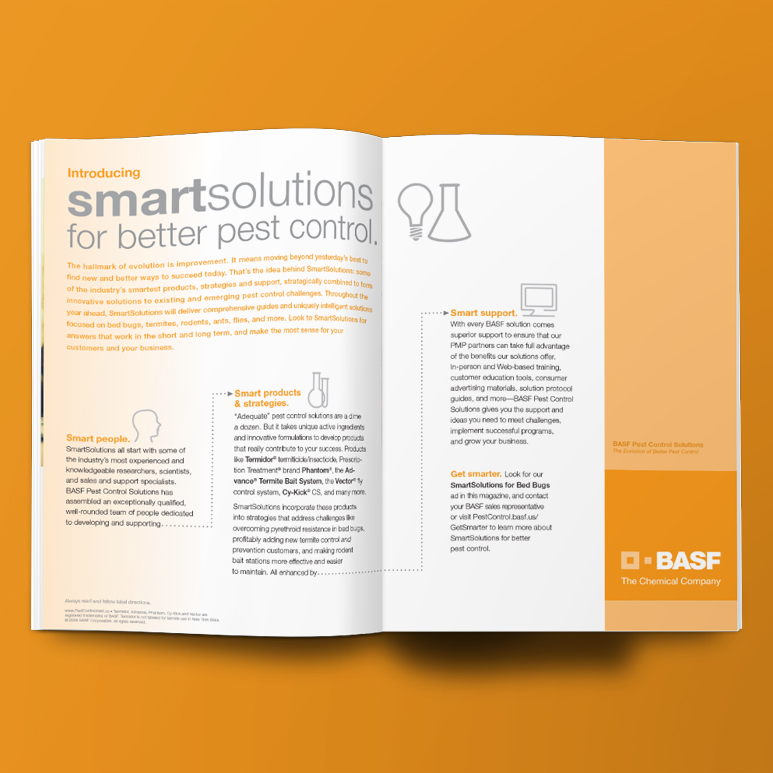 Introducing
smartsolutions
for better pest control.
The hallmark of evolution is improvement. It means moving beyond yesterday's best to
find new and better ways to succeed today. That's the idea behind SmartSolutions: some
of the industry's smartest products, strategies and support, strategically combined to form
innovative solutions to existing and emerging pest control challenges. Throughout the
year ahead, SmartSolutions will deliver comprehensive guides and uniquely intelligent solutions
focused on bed bugs, termites, rodents, ants, flies, and more. Look to SmartSolutions for
answers that work in the short and long term, and make the most sense for your
customers and your business.
Smart people.
SmartSolutions all start with some of
the industry's most experienced and
knowledgeable researchers, scientists,
and sales and support specialists.
BASF Pest Control Solutions has
assembled an exceptionally qualified,
well-rounded team of people dedicated
to developing and supporting
Smart products
& strategies.
"Adequate" pest control solutions are a dime
a dozen. But it takes unique active ingredients
and innovative formulations to develop products
that really contribute to your success. Products
like Termidor® termiticide/insecticide, Prescrip-
tion Treatment® brand Phantom®, the Ad-
vance® Termite Bait System, the Vector® fly
control system, Cy-Kick® CS, and many more.
SmartSolutions incorporate these products
into strategies that address challenges like
overcoming pyrethroid resistance in bed bugs,
profitably adding new termite control and
prevention customers, and making rodent
bait stations more effective and easier
to maintain. All enhanced by
Smart support.
With every BASF solution comes
superior support to ensure that our
PMP partners can take full advantage
of the benefits our solutions offer.
In-person and Web-based training,
customer education tools, consumer
advertising materials, solution protocol
guides, and more—BASF Pest Control
Solutions gives you the support and
ideas you need to meet challenges,
implement successful programs,
and grow your business.
Get smarter. Look for our
SmartSolutions for Bed Bugs
ad in this magazine, and contact
your BASF sales representative
or visit PestControl.basf.us/
GetSmarter to learn more about
SmartSolutions for better
pest control.
Always read and follow label directions.
BASF Pest Control Solutions
The Evolution of Better Pest Control
BASF
The Chemical Company